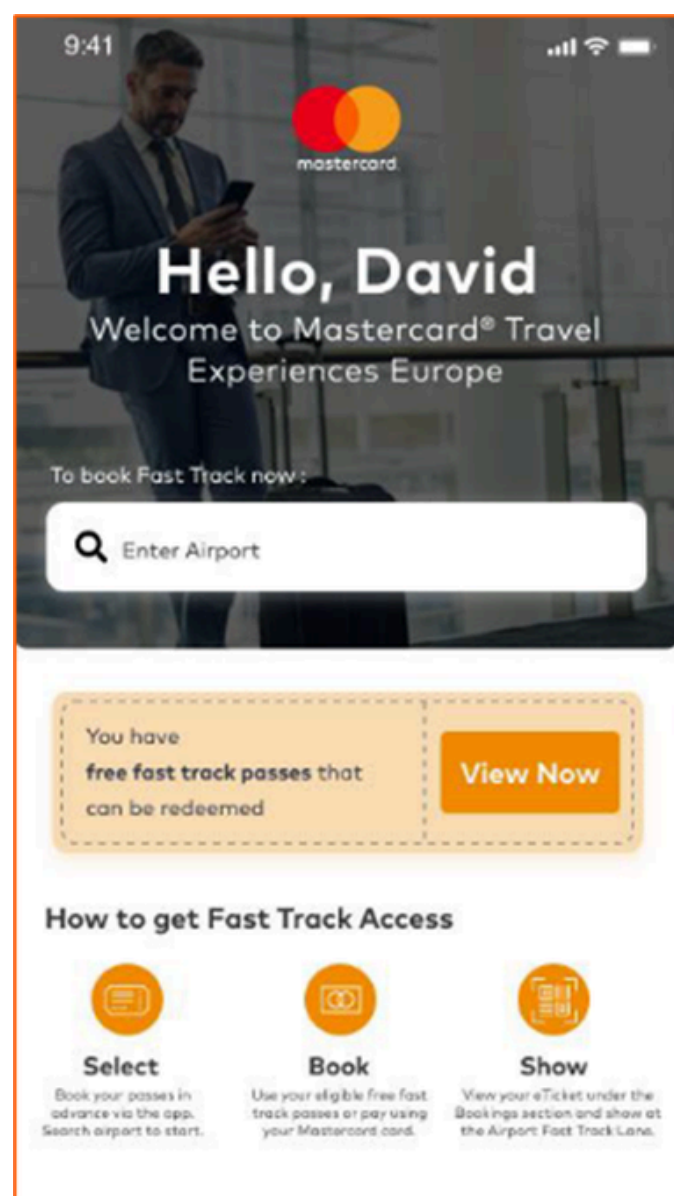 9:41
mastercard.
Hello, David
Welcome to Mastercard® Travel
Experiences Europe
To book Fast Track now :
Enter Airport
You have
free fast track passes that
can be redeemed
View Now
How to get Fast Track Access
Select
Book your passes in
advance via the app.
Search airport to start.
Book
Use your eligible free fast
track passes or pay using
your Mastercard card.
Show
View your eTicket under the
Bookings section and show at
the Airport Fast Track Lane.